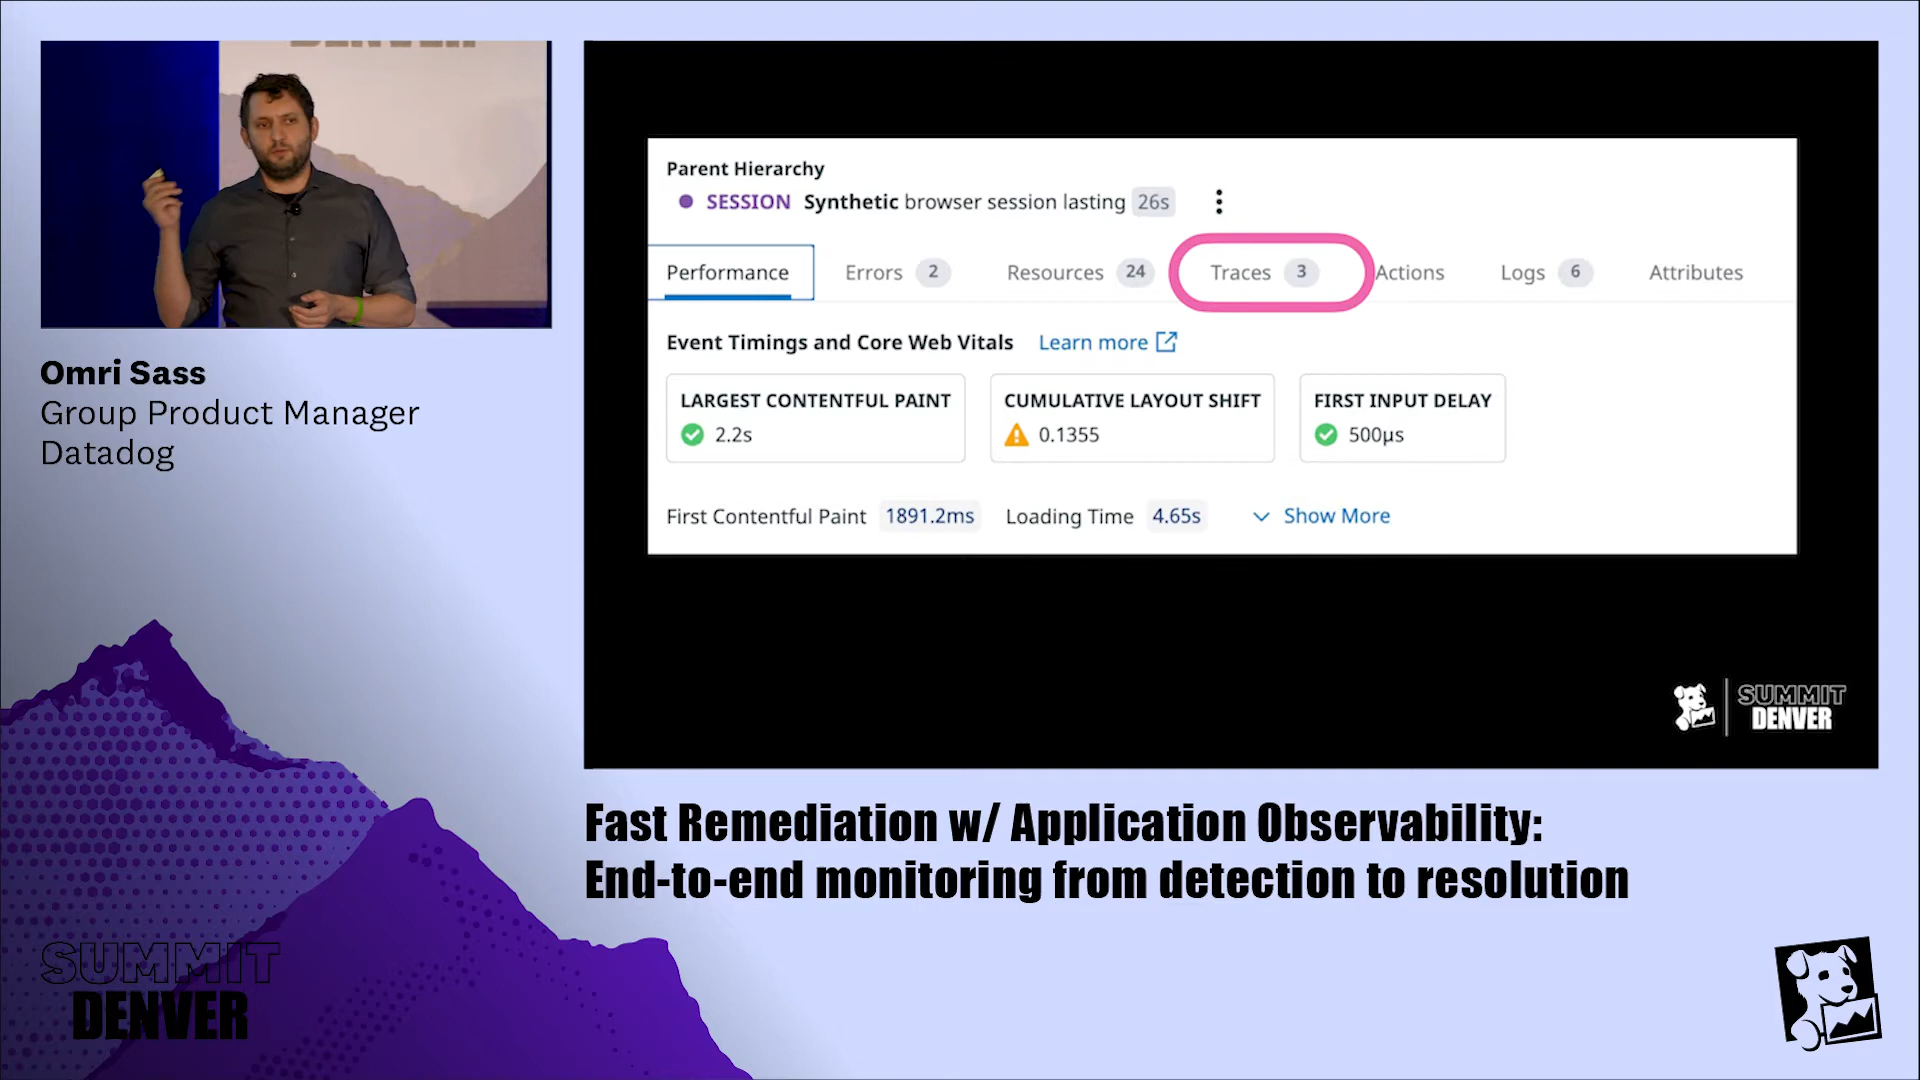 DENVER
Omri Sass
Group Product Manager
Datadog
Parent Hierarchy
SESSION Synthetic browser session lasting 26s
Performance Errors 2 Resources 24 Traces 3 Actions Logs 6 Attributes
Event Timings and Core Web Vitals Learn more
LARGEST CONTENTFUL PAINT CUMULATIVE LAYOUT SHIFT FIRST INPUT DELAY
2.2s 0.1355 500µs
First Contentful Paint 1891.2ms Loading Time 4.65s Show More
SUMMIT
DENVER
Fast Remediation w/ Application Observability:
End-to-end monitoring from detection to resolution
SUMMIT
DENVER